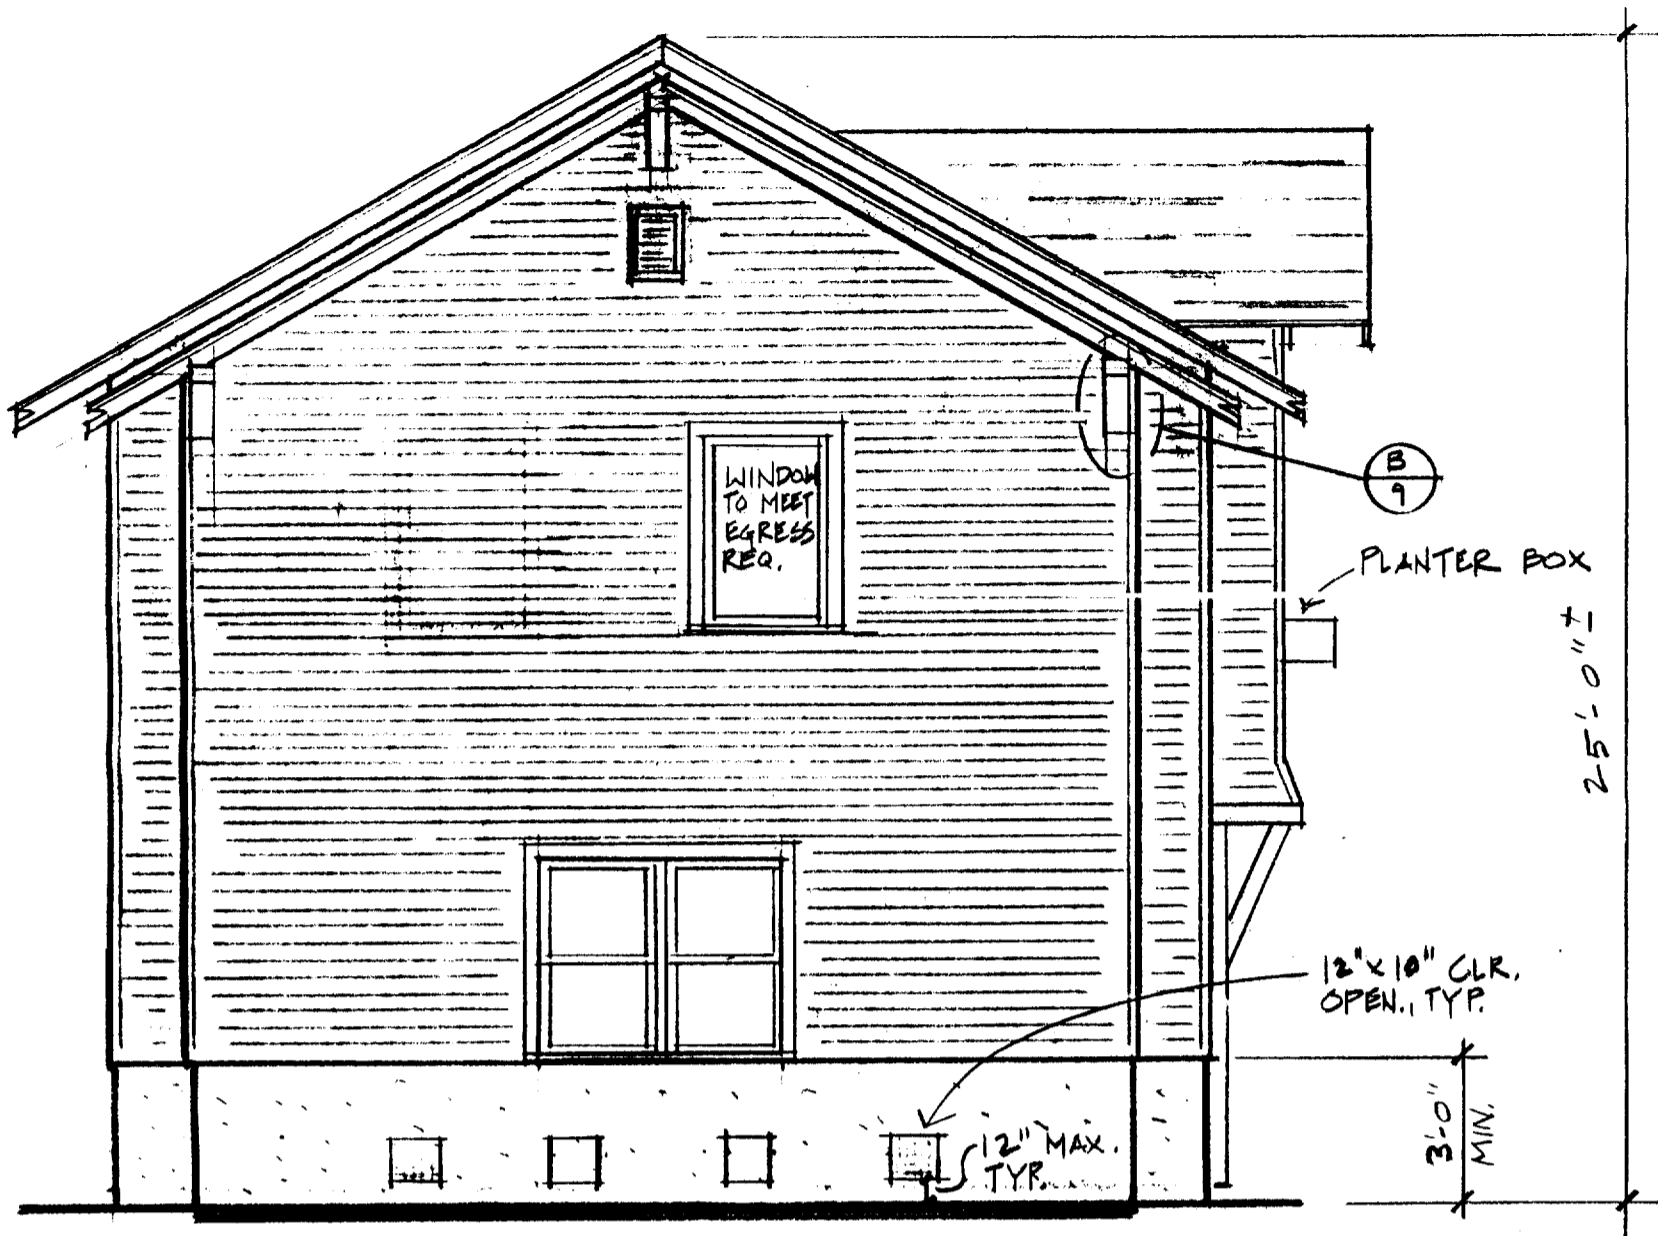 WINDOW
TO MEET
EGRESS
REQ.
B
9
PLANTER BOX
25'-0"±
12"x10" CLR.
OPEN., TYP.
12" MAX.
TYP.
3'-0"
MIN.